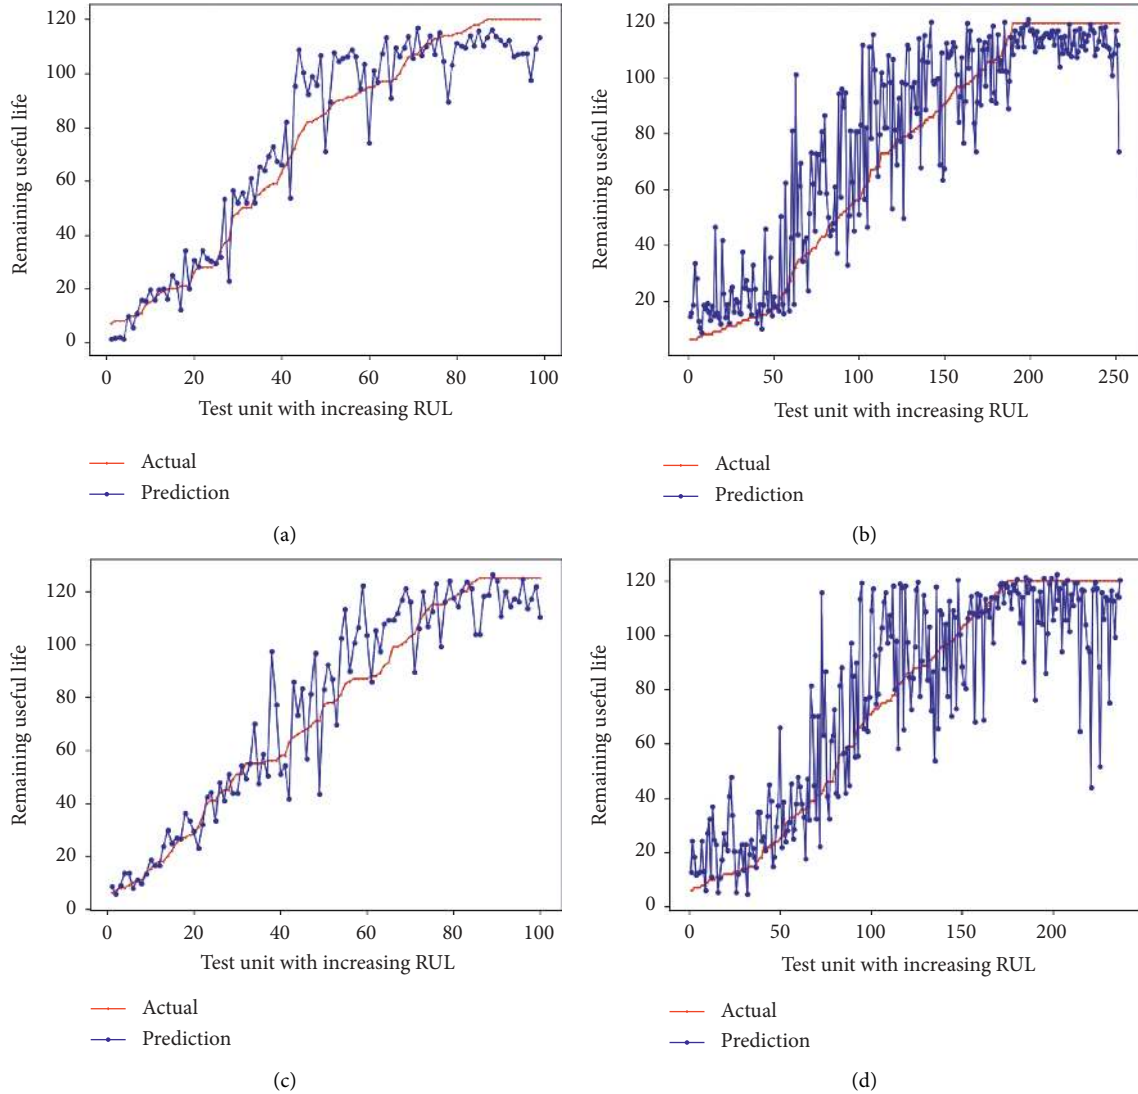 120
100
80
60
40
20
0
Remaining useful life
0 20 40 60 80 100
Test unit with increasing RUL
Actual
Prediction
(a)
120
100
80
60
40
20
Remaining useful life
0 50 100 150 200 250
Test unit with increasing RUL
Actual
Prediction
(b)
120
100
80
60
40
20
0
Remaining useful life
0 20 40 60 80 100
Test unit with increasing RUL
Actual
Prediction
(c)
120
100
80
60
40
20
0
Remaining useful life
0 50 100 150 200
Test unit with increasing RUL
Actual
Prediction
(d)